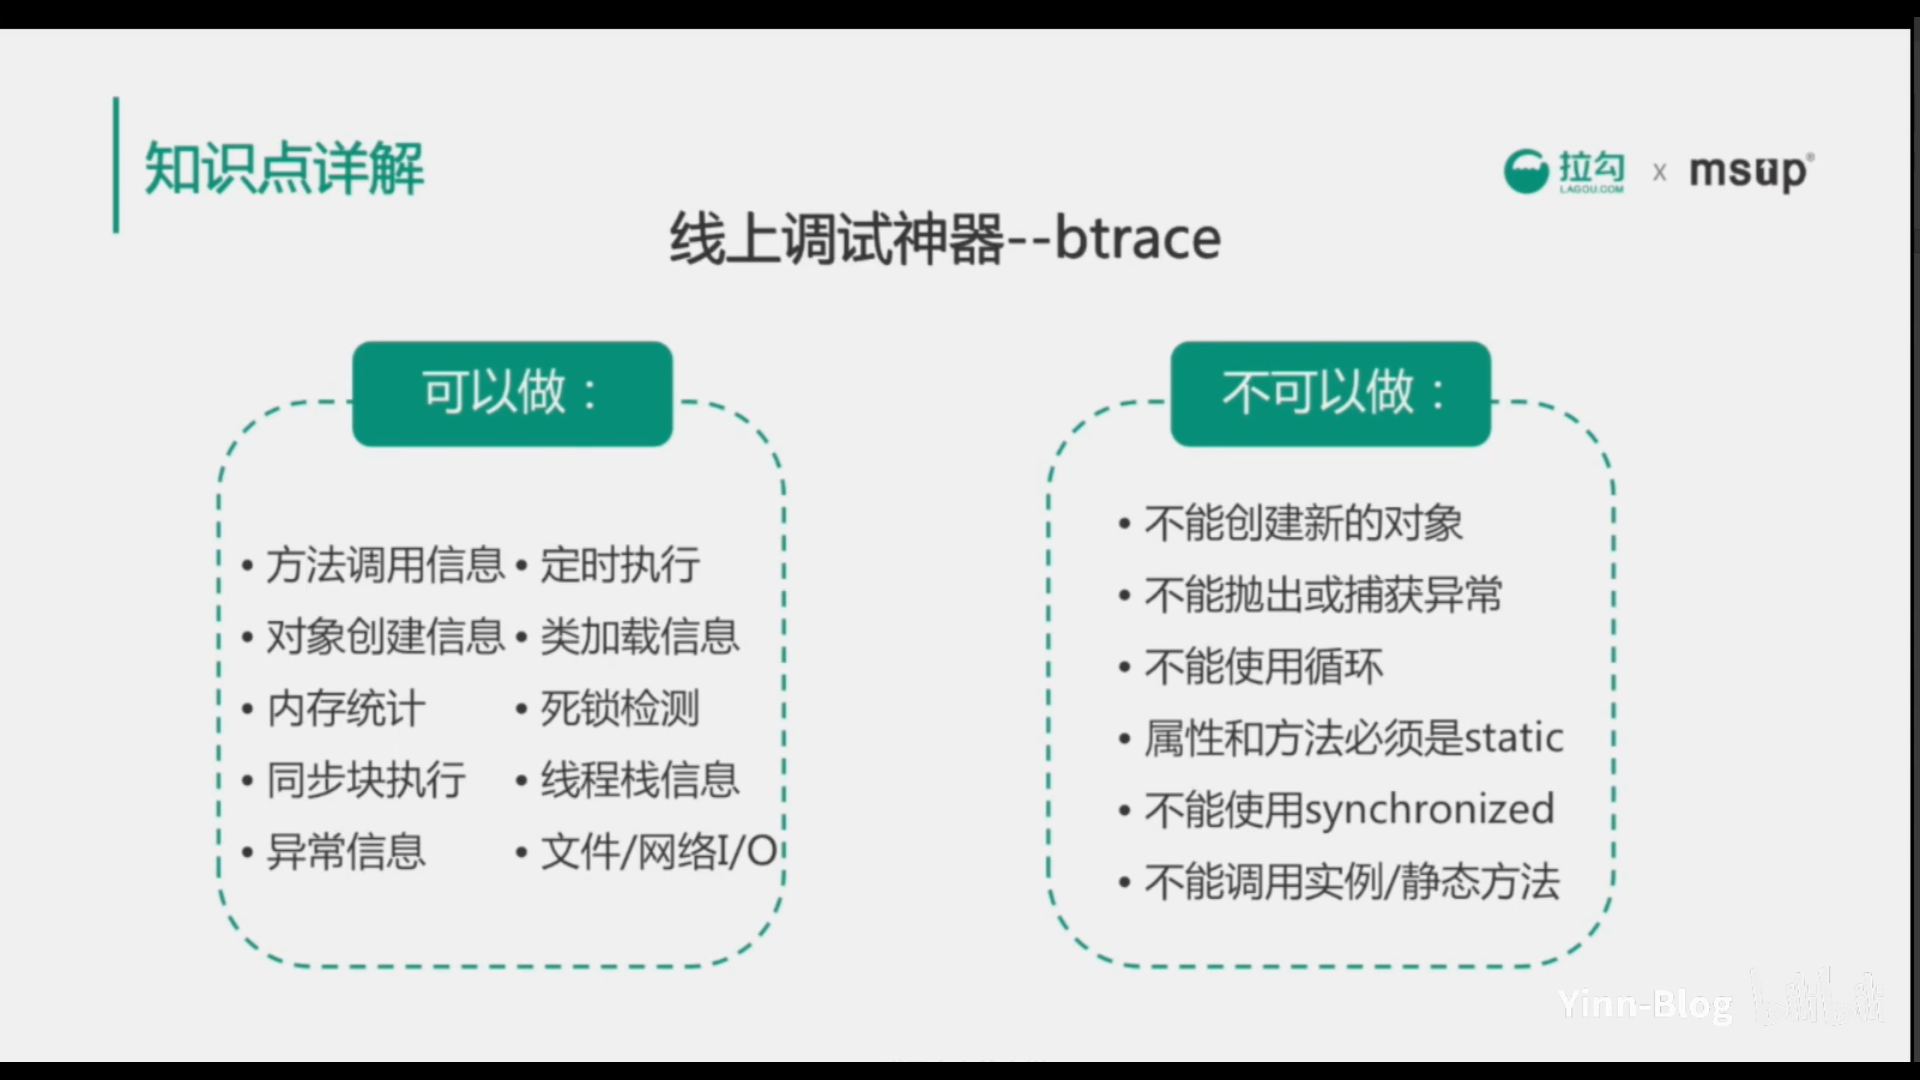 知识点详解
拉勾
LAGOU.COM
x
msup®
线上调试神器--btrace
可以做：
• 方法调用信息
• 对象创建信息
• 内存统计
• 同步块执行
• 异常信息
• 定时执行
• 类加载信息
• 死锁检测
• 线程栈信息
• 文件/网络I/O
不可以做：
• 不能创建新的对象
• 不能抛出或捕获异常
• 不能使用循环
• 属性和方法必须是static
• 不能使用synchronized
• 不能调用实例/静态方法
Yinn-Blog bilibili